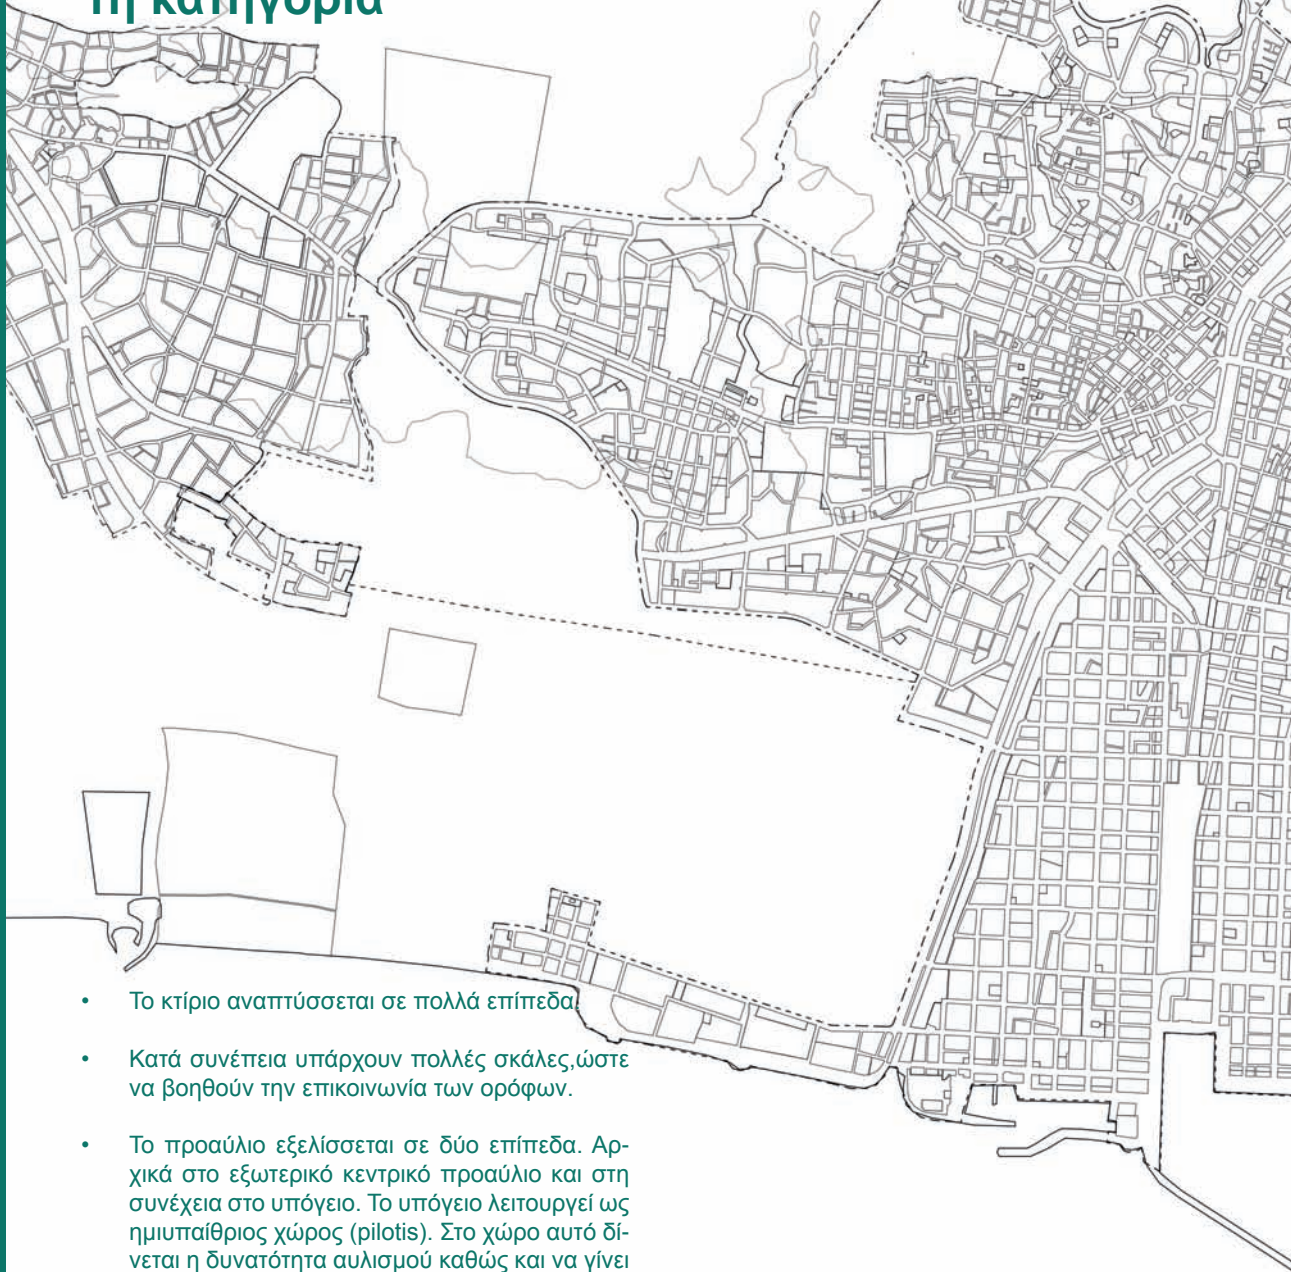 τη κατηγορία
• Το κτίριο αναπτύσσεται σε πολλά επίπεδα.
• Κατά συνέπεια υπάρχουν πολλές σκάλες,ώστε
να βοηθούν την επικοινωνία των ορόφων.
• Το προαύλιο εξελίσσεται σε δύο επίπεδα. Αρ-
χικά στο εξωτερικό κεντρικό προαύλιο και στη
συνέχεια στο υπόγειο. Το υπόγειο λειτουργεί ως
ημιυπαίθριος χώρος (pilotis). Στο χώρο αυτό δί-
νεται η δυνατότητα αυλισμού καθώς και να γίνει